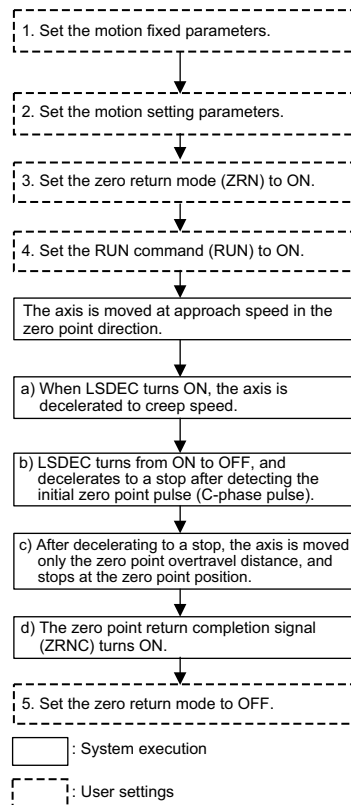 1. Set the motion fixed parameters.
2. Set the motion setting parameters.
3. Set the zero return mode (ZRN) to ON.
4. Set the RUN command (RUN) to ON.
The axis is moved at approach speed in the
zero point direction.
a) When LSDEC turns ON, the axis is
decelerated to creep speed.
b) LSDEC turns from ON to OFF, and
decelerates to a stop after detecting the
initial zero point pulse (C-phase pulse).
c) After decelerating to a stop, the axis is moved
only the zero point overtravel distance, and
stops at the zero point position.
d) The zero point return completion signal
(ZRNC) turns ON.
5. Set the zero return mode to OFF.
: System execution
: User settings